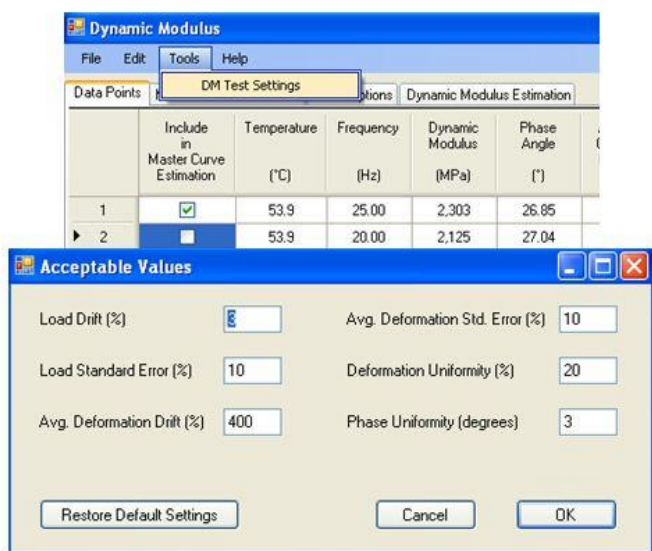 Dynamic Modulus
File Edit Tools Help
DM Test Settings
Data Points ptions Dynamic Modulus Estimation
Include in Master Curve Estimation
Temperature (°C)
Frequency (Hz)
Dynamic Modulus (MPa)
Phase Angle (°)
1 53.9 25.00 2,303 26.85
2 53.9 20.00 2,125 27.04
Acceptable Values
Load Drift (%) 3 Avg. Deformation Std. Error (%) 10
Load Standard Error (%) 10 Deformation Uniformity (%) 20
Avg. Deformation Drift (%) 400 Phase Uniformity (degrees) 3
Restore Default Settings Cancel OK